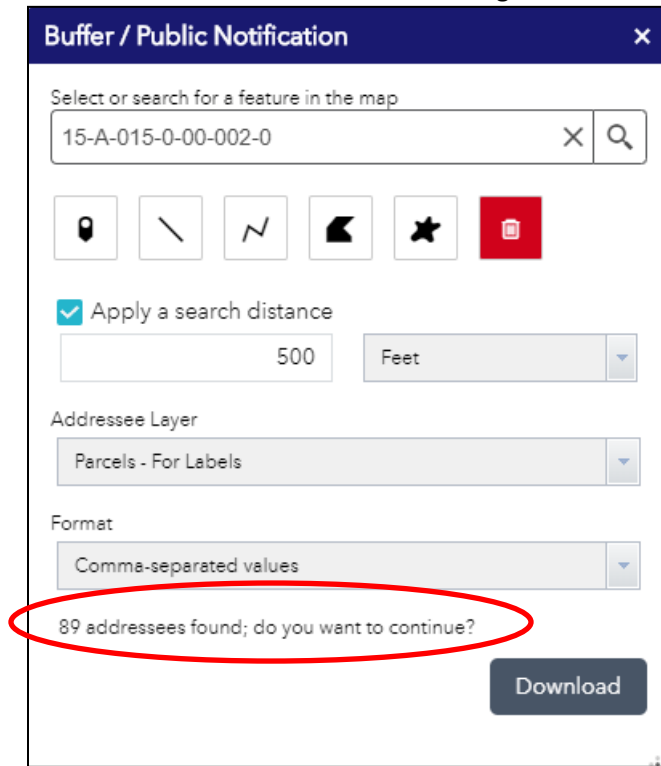 Buffer / Public Notification
Select or search for a feature in the map
15-A-015-0-00-002-0
Apply a search distance
500 Feet
Addressee Layer
Parcels - For Labels
Format
Comma-separated values
89 addressees found; do you want to continue?
Download